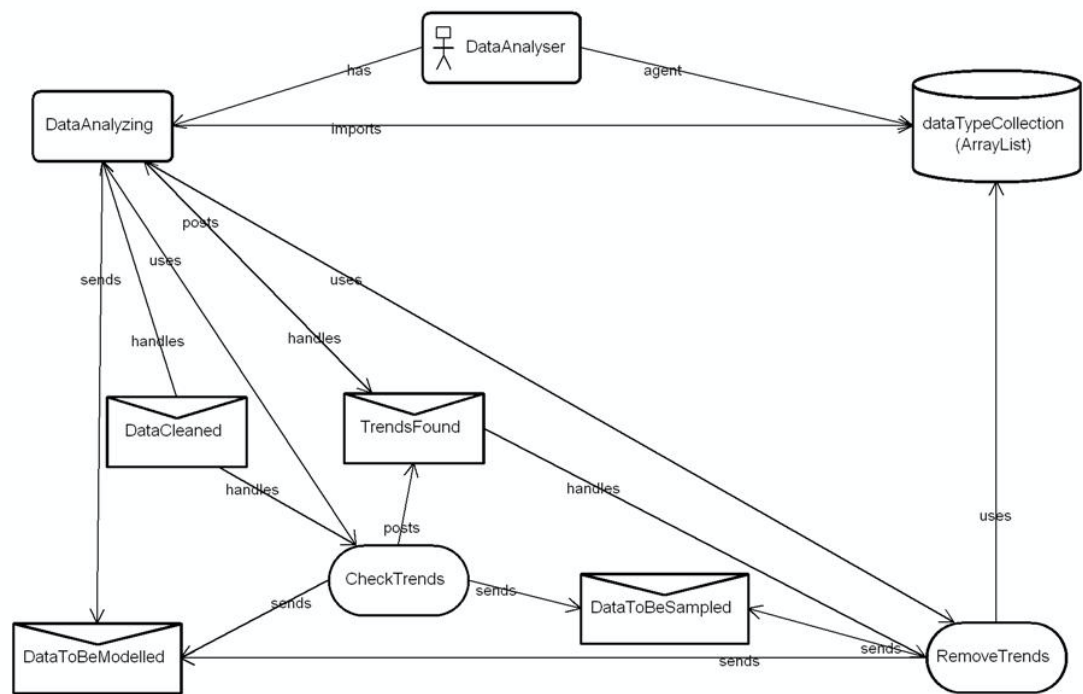 DataAnalyser
has
agent
DataAnalyzing
imports
dataTypeCollection
(ArrayList)
posts
uses
sends
uses
handles
handles
DataCleaned
TrendsFound
handles
handles
posts
uses
CheckTrends
sends
sends
DataToBeSampled
sends
sends
DataToBeModelled
RemoveTrends